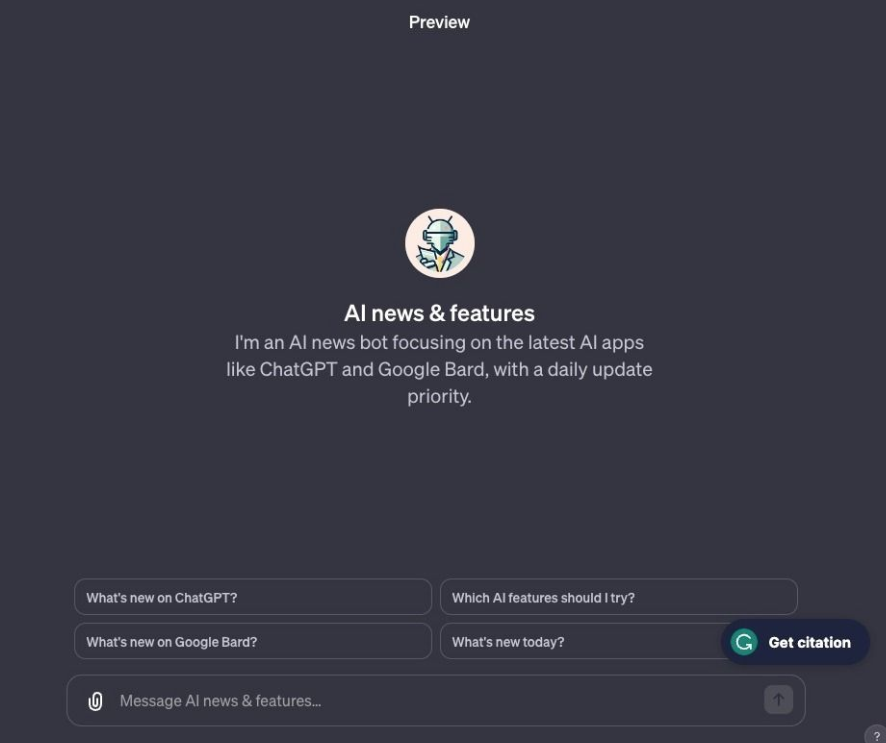 Preview
AI news & features
I'm an AI news bot focusing on the latest AI apps
like ChatGPT and Google Bard, with a daily update
priority.
What's new on ChatGPT?
Which AI features should I try?
What's new on Google Bard?
What's new today?
Get citation
Message AI news & features...
?